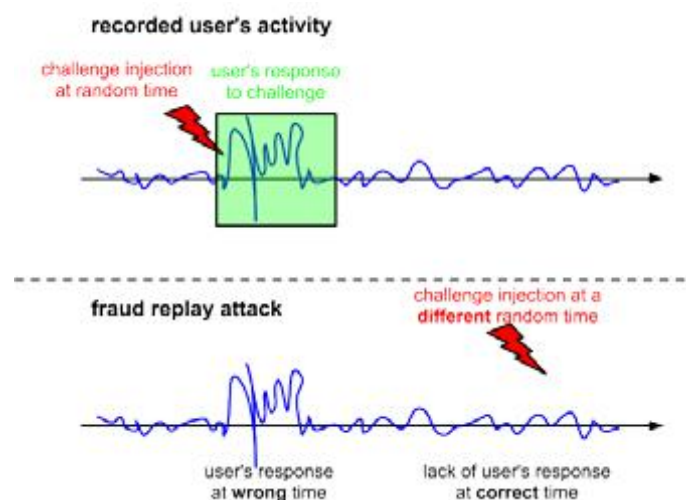 recorded user's activity
challenge injection
at random time
user's response
to challenge
fraud replay attack
challenge injection at a
different random time
user's response
at wrong time
lack of user's response
at correct time